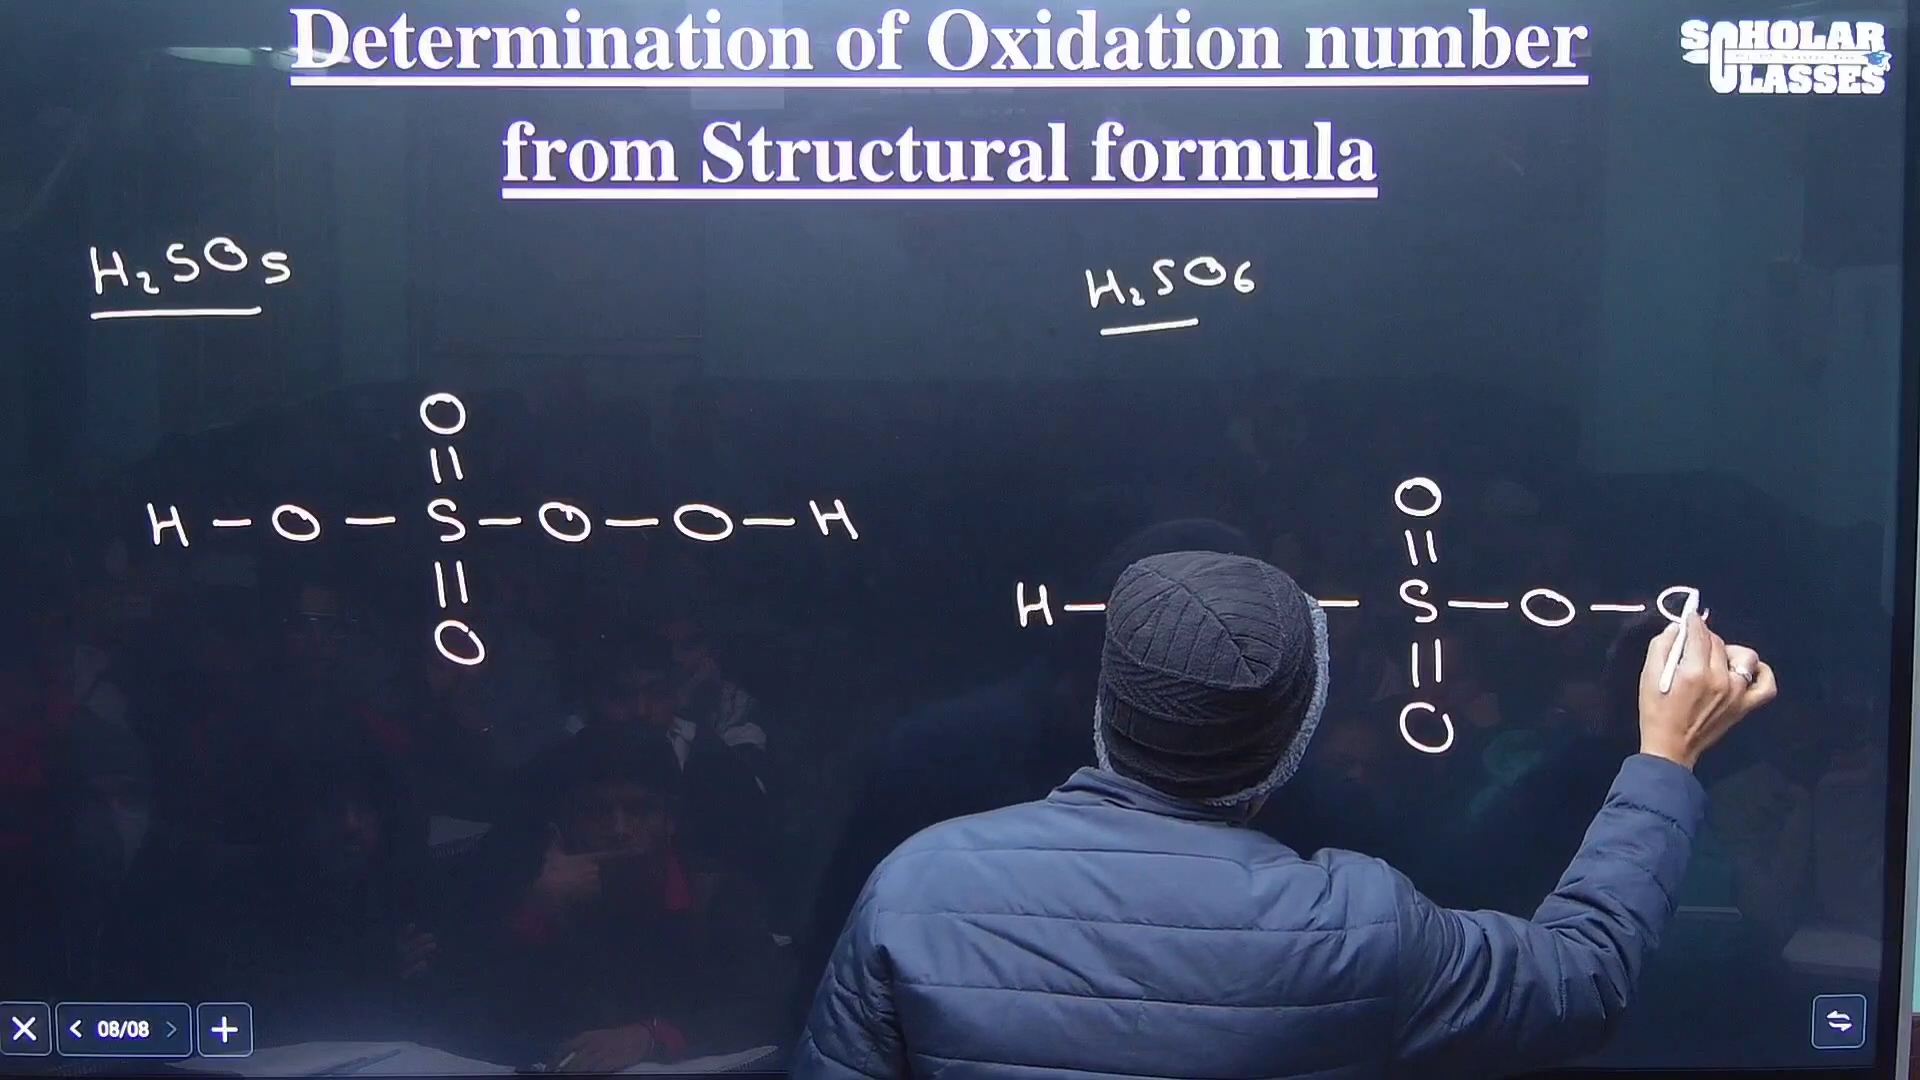 Determination of Oxidation number
from Structural formula
SCHOLAR
CLASSES
H₂SO₅
H₂SO₆
O
||
H – O – S – O – O – H
||
O
O
||
H – – S – O – O
||
O
08/08